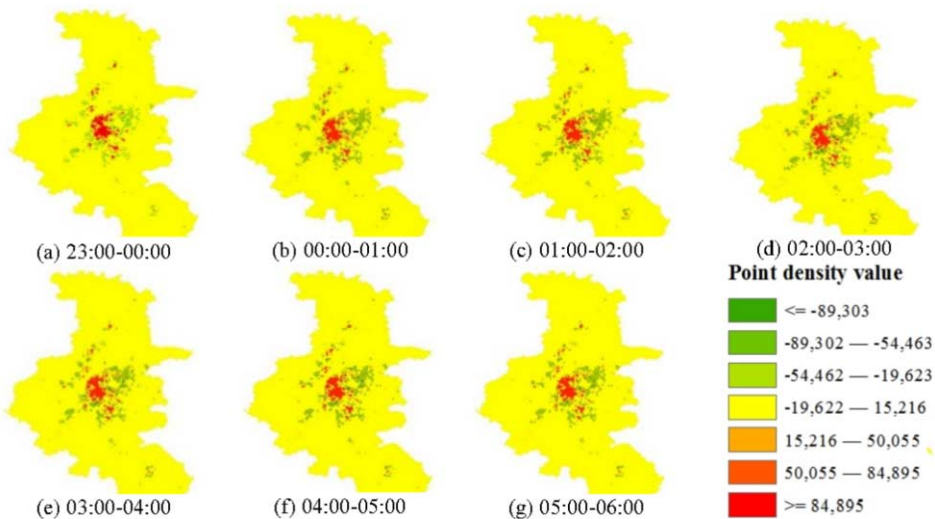 (a) 23:00-00:00
(b) 00:00-01:00
(c) 01:00-02:00
(d) 02:00-03:00
Point density value
<= -89,303
-89,302 — -54,463
-54,462 — -19,623
-19,622 — 15,216
15,216 — 50,055
50,055 — 84,895
>= 84,895
(e) 03:00-04:00
(f) 04:00-05:00
(g) 05:00-06:00